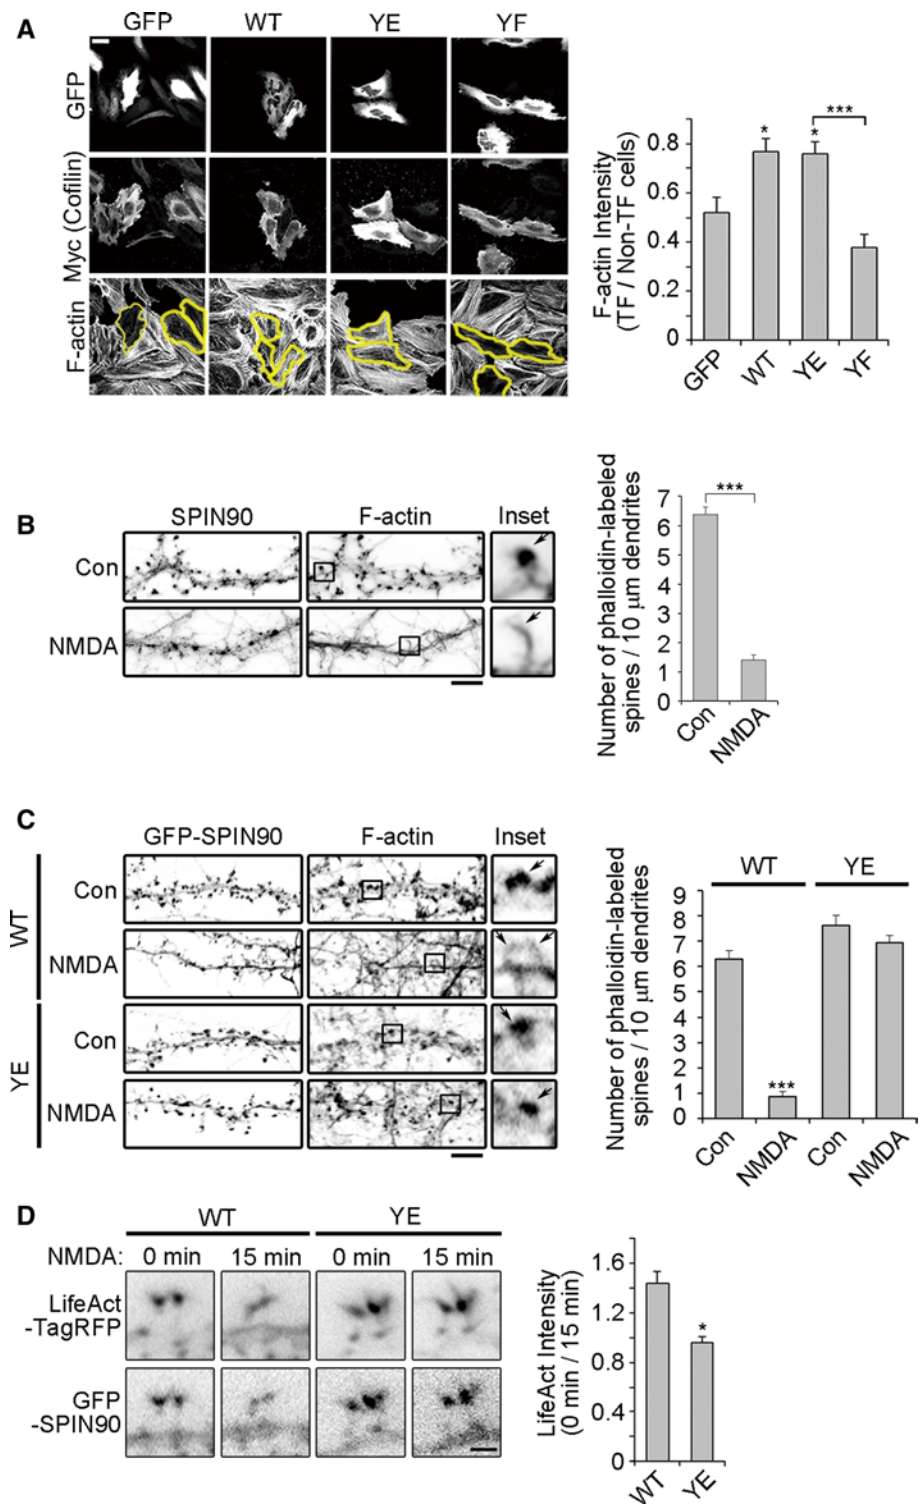 A
GFP WT YE YF
GFP
Myc (Cofilin)
F-actin
F-actin Intensity
(TF / Non-TF cells)
***
* *
0.8
0.6
0.4
0.2
0
GFP WT YE YF
B
SPIN90 F-actin Inset
Con
NMDA
Number of phalloidin-labeled
spines / 10 μm dendrites
***
7
6
5
4
3
2
1
0
Con NMDA
C
GFP-SPIN90 F-actin Inset
WT
Con
NMDA
YE
Con
NMDA
Number of phalloidin-labeled
spines / 10 μm dendrites
WT YE
9
8
7
6
5
4
3
2
1
0
***
Con NMDA Con NMDA
D
WT YE
NMDA: 0 min 15 min 0 min 15 min
LifeAct
-TagRFP
GFP
-SPIN90
LifeAct Intensity
(0 min / 15 min)
1.6
1.2
0.8
0.4
0
*
WT YE